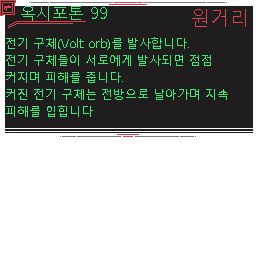 옥시포톤 99
원거리
전기 구체(Volt orb)를 발사합니다.
전기 구체들이 서로에게 발사되면 점점
커지며 피해를 줍니다.
커진 전기 구체는 전방으로 날아가며 지속
피해를 입힙니다